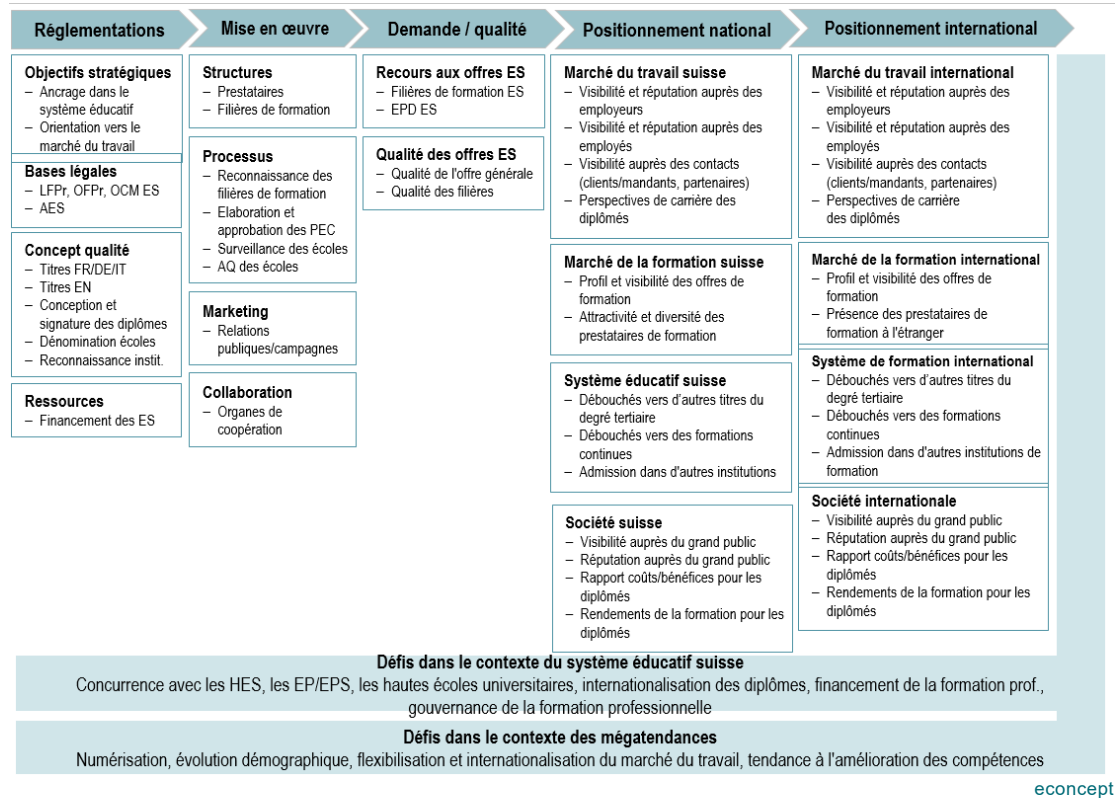 Réglementations
Mise en œuvre
Demande / qualité
Positionnement national
Positionnement international
Objectifs stratégiques
– Ancrage dans le
système éducatif
– Orientation vers le
marché du travail
Bases légales
– LFPr, OFPr, OCM ES
– AES
Concept qualité
– Titres FR/DE/IT
– Titres EN
– Conception et
signature des diplômes
– Dénomination écoles
– Reconnaissance instit.
Ressources
– Financement des ES
Structures
– Prestataires
– Filières de formation
Processus
– Reconnaissance des
filières de formation
– Elaboration et
approbation des PEC
– Surveillance des écoles
– AQ des écoles
Marketing
– Relations
publiques/campagnes
Collaboration
– Organes de
coopération
Recours aux offres ES
– Filières de formation ES
– EPD ES
Qualité des offres ES
– Qualité de l'offre générale
– Qualité des filières
Marché du travail suisse
– Visibilité et réputation auprès des
employeurs
– Visibilité et réputation auprès des
employés
– Visibilité auprès des contacts
(clients/mandants, partenaires)
– Perspectives de carrière des
diplômés
Marché de la formation suisse
– Profil et visibilité des offres de
formation
– Attractivité et diversité des
prestataires de formation
Système éducatif suisse
– Débouchés vers d’autres titres du
degré tertiaire
– Débouchés vers des formations
continues
– Admission dans d'autres institutions
Société suisse
– Visibilité auprès du grand public
– Réputation auprès du grand public
– Rapport coûts/bénéfices pour les
diplômés
– Rendements de la formation pour les
diplômés
Marché du travail international
– Visibilité et réputation auprès des
employeurs
– Visibilité et réputation auprès des
employés
– Visibilité auprès des contacts
(clients/mandants, partenaires)
– Perspectives de carrière
des diplômés
Marché de la formation international
– Profil et visibilité des offres de
formation
– Présence des prestataires de
formation à l'étranger
Système de formation international
– Débouchés vers d’autres titres du
degré tertiaire
– Débouchés vers des formations
continues
– Admission dans d'autres institutions de
formation
Société internationale
– Visibilité auprès du grand public
– Réputation auprès du grand public
– Rapport coûts/bénéfices pour les
diplômés
– Rendements de la formation pour les
diplômés
Défis dans le contexte du système éducatif suisse
Concurrence avec les HES, les EP/EPS, les hautes écoles universitaires, internationalisation des diplômes, financement de la formation prof.,
gouvernance de la formation professionnelle
Défis dans le contexte des mégatendances
Numérisation, évolution démographique, flexibilisation et internationalisation du marché du travail, tendance à l'amélioration des compétences
econcept